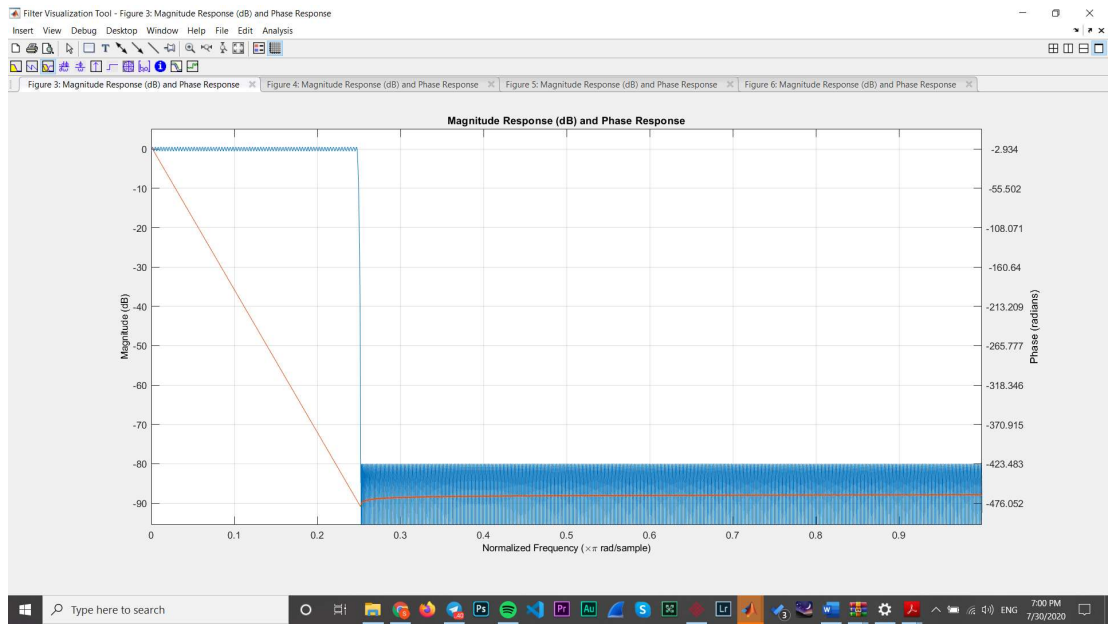 Filter Visualization Tool - Figure 3: Magnitude Response (dB) and Phase Response
Insert View Debug Desktop Window Help File Edit Analysis
Figure 3: Magnitude Response (dB) and Phase Response
Figure 4: Magnitude Response (dB) and Phase Response
Figure 5: Magnitude Response (dB) and Phase Response
Figure 6: Magnitude Response (dB) and Phase Response
Magnitude Response (dB) and Phase Response
Magnitude (dB)
0
-10
-20
-30
-40
-50
-60
-70
-80
-90
-2.934
-55.502
-108.071
-160.64
-213.209
-265.777
-318.346
-370.915
-423.483
-476.052
Phase (radians)
0 0.1 0.2 0.3 0.4 0.5 0.6 0.7 0.8 0.9
Normalized Frequency (×π rad/sample)
Type here to search
Ps
Pr
Au
S
Lr
ENG
7:00 PM
7/30/2020